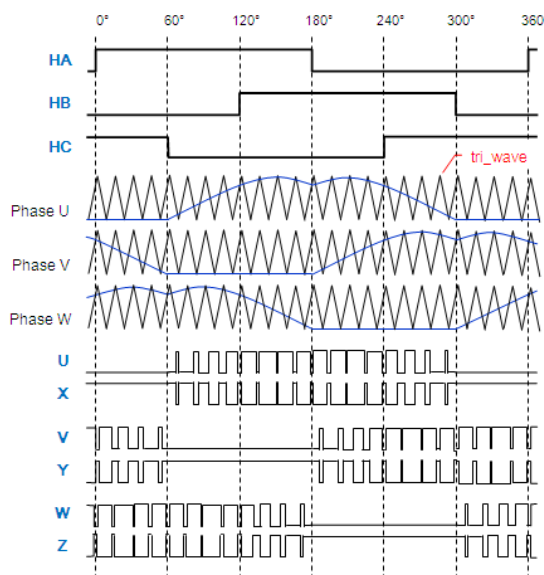 0° 60° 120° 180° 240° 300° 360
HA
HB
HC
tri_wave
Phase U
Phase V
Phase W
U
X
V
Y
W
Z